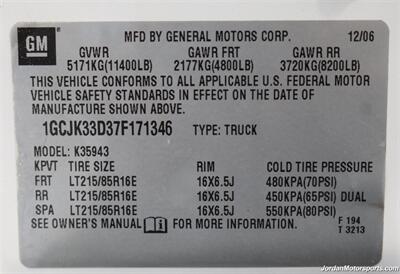 GM
MFD BY GENERAL MOTORS CORP. 12/06
GVWR GAWR FRT GAWR RR
5171KG(11400LB) 2177KG(4800LB) 3720KG(8200LB)
THIS VEHICLE CONFORMS TO ALL APPLICABLE U.S. FEDERAL MOTOR
VEHICLE SAFETY STANDARDS IN EFFECT ON THE DATE OF
MANUFACTURE SHOWN ABOVE.
1GCJK33D37F171346 TYPE: TRUCK
MODEL: K35943
KPVT TIRE SIZE RIM COLD TIRE PRESSURE
FRT LT215/85R16E 16X6.5J 480KPA(70PSI)
RR LT215/85R16E 16X6.5J 450KPA(65PSI) DUAL
SPA LT215/85R16E 16X6.5J 550KPA(80PSI)
SEE OWNER'S MANUAL FOR MORE INFORMATION. F 194
T 3213
JordanMotorsports.com